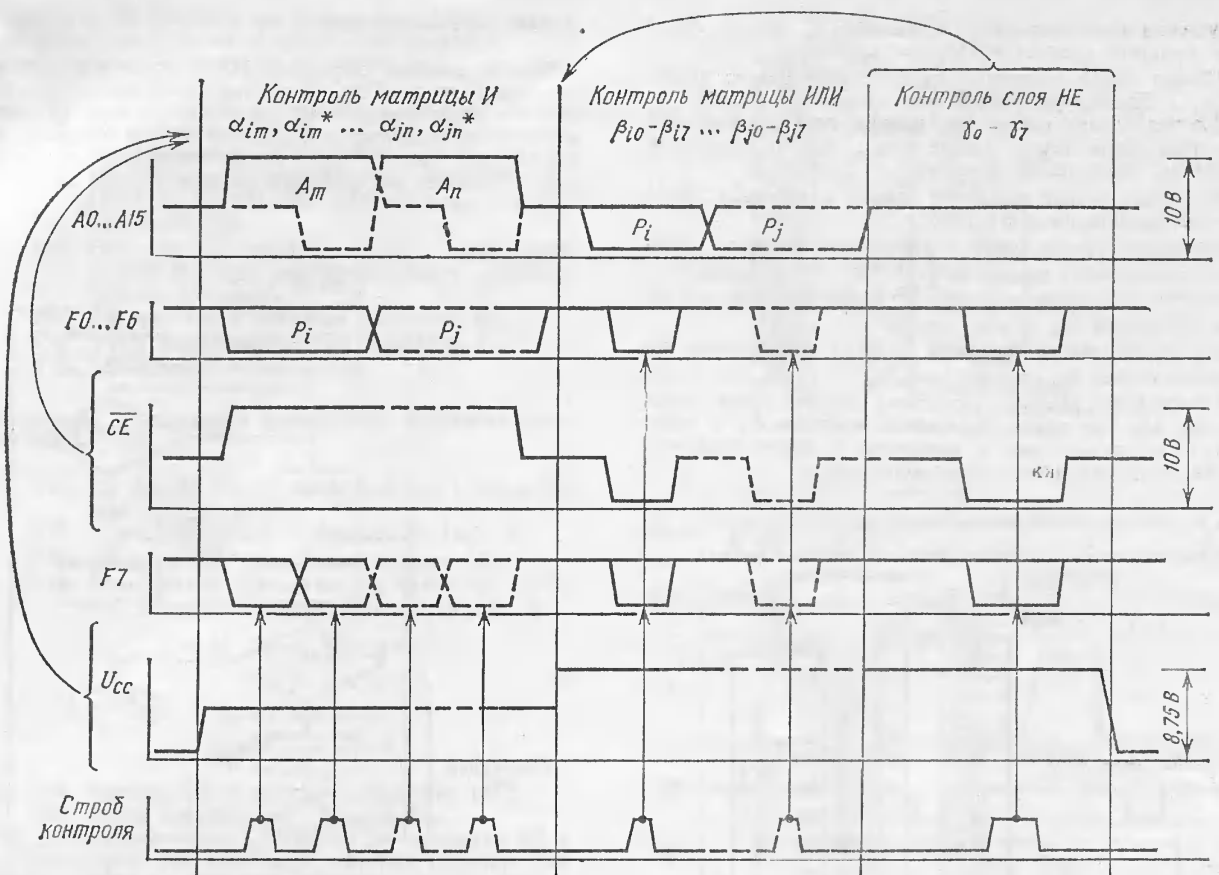 Контроль матрицы И
αim, αim* ... αjn, αjn*
Контроль матрицы ИЛИ
βi0-βi7 ... βj0-βj7
Контроль слоя НЕ
γ0 - γ7
A0...A15
Am
An
Pi
Pj
10 В
F0...F6
Pi
Pj
CE
10 В
F7
Ucc
8,75 В
Строб
контроля